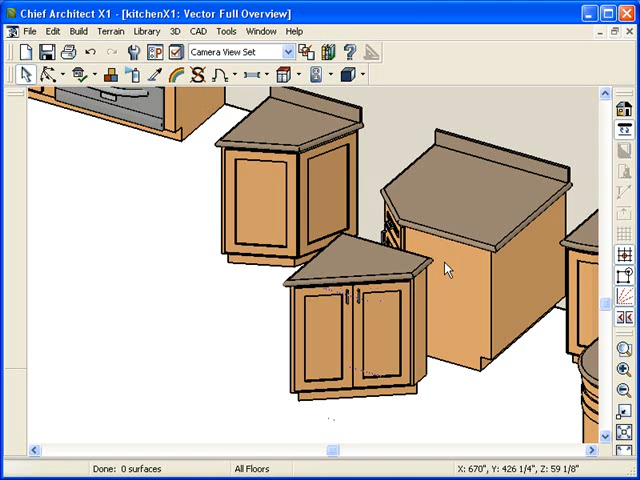 Chief Architect X1 - [kitchenX1: Vector Full Overview]
File Edit Build Terrain Library 3D CAD Tools Window Help
Camera View Set
Done: 0 surfaces All Floors X: 670", Y: 426 1/4", Z: 59 1/8"